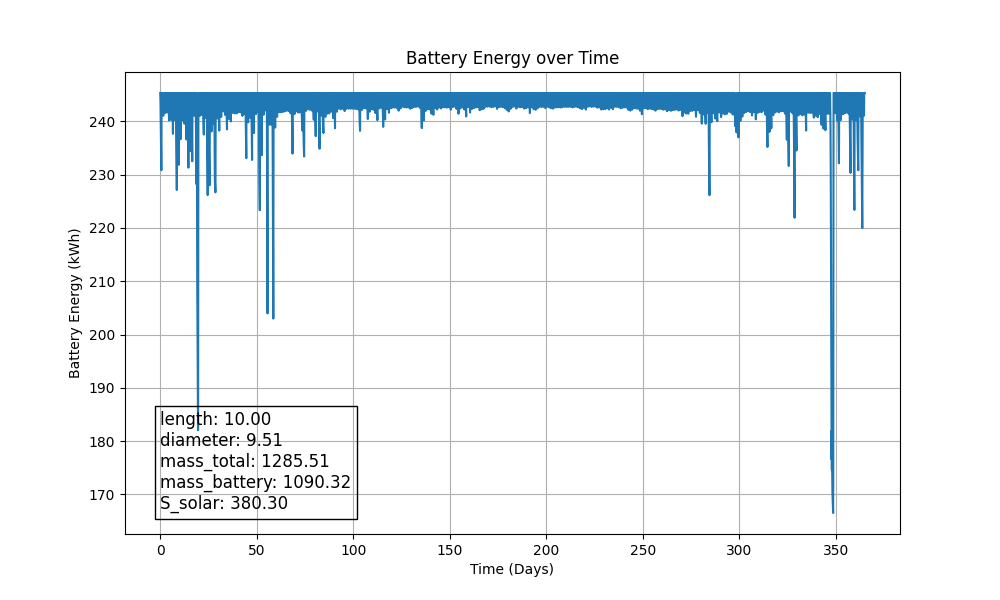 Battery Energy over Time
Battery Energy (kWh)
240
230
220
210
200
190
180
170
length: 10.00
diameter: 9.51
mass_total: 1285.51
mass_battery: 1090.32
S_solar: 380.30
0 50 100 150 200 250 300 350
Time (Days)